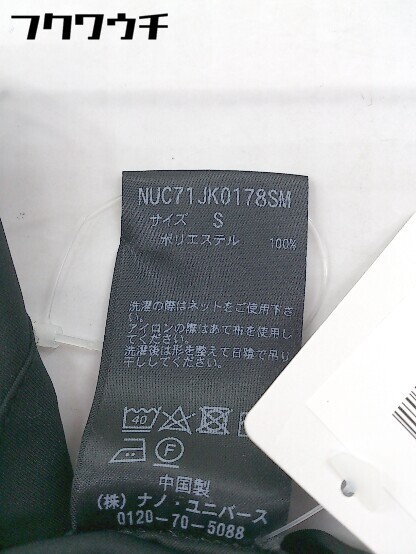 フクワウチ
NUC71JK0178SM
サイズ S
ポリエステル 100%
洗濯の際はネットをご使用下さ
い。
アイロンの際はあて布を使用し
てください。
洗濯後は形を整えて日陰で吊り
干ししてください。
40
F
中国製
(株) ナノ・ユニバース
0120-70-5088